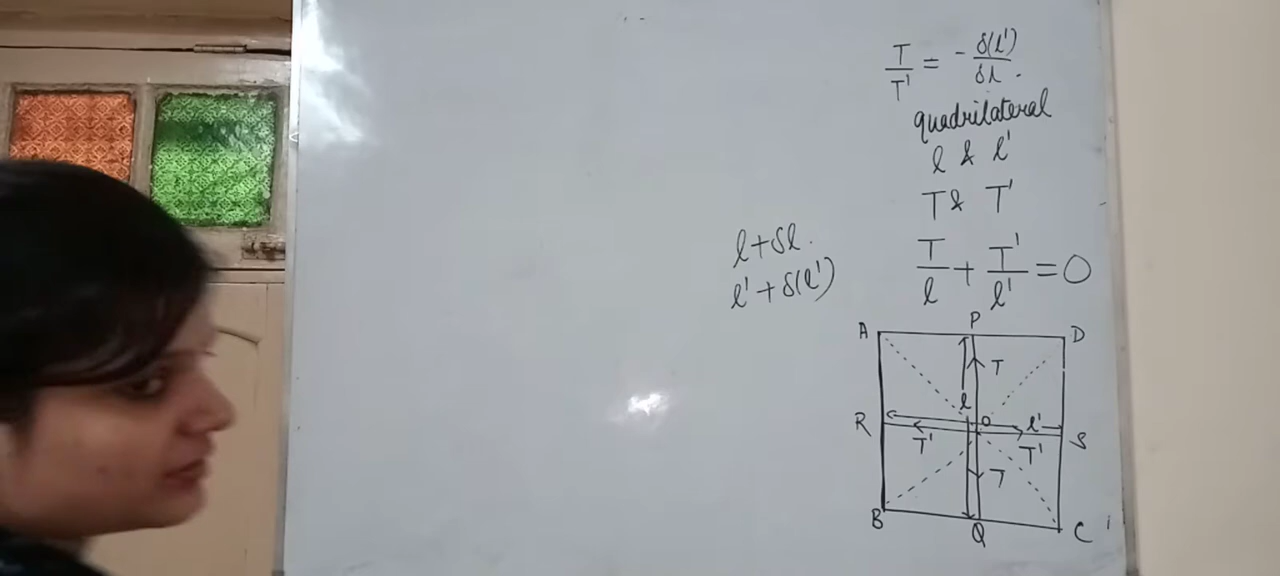 T/T' = - δ(l')/δl.
quadrilateral
l & l'
T & T'
l + δl.
l' + δ(l')
T/l + T'/l' = 0
P
A D
T
l
R O l' S
T' T'
T
B Q C